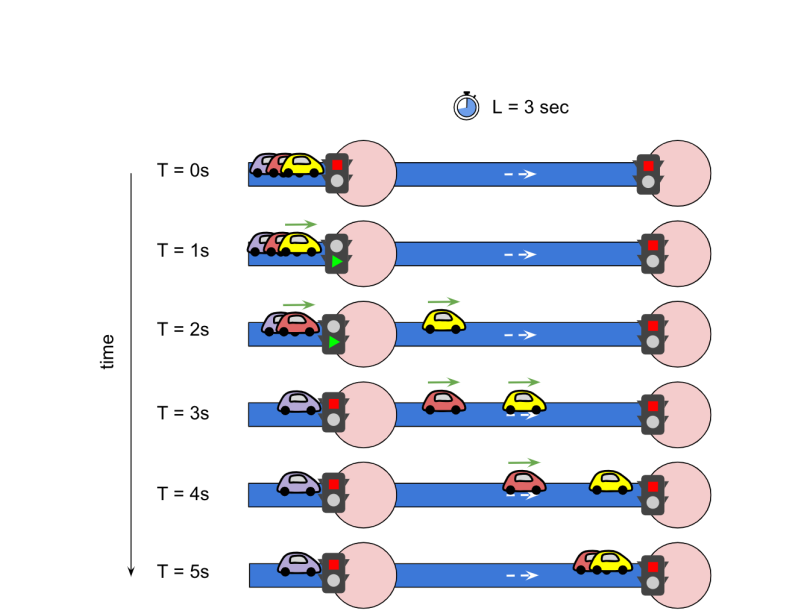 L = 3 sec
T = 0s
T = 1s
T = 2s
time
T = 3s
T = 4s
T = 5s